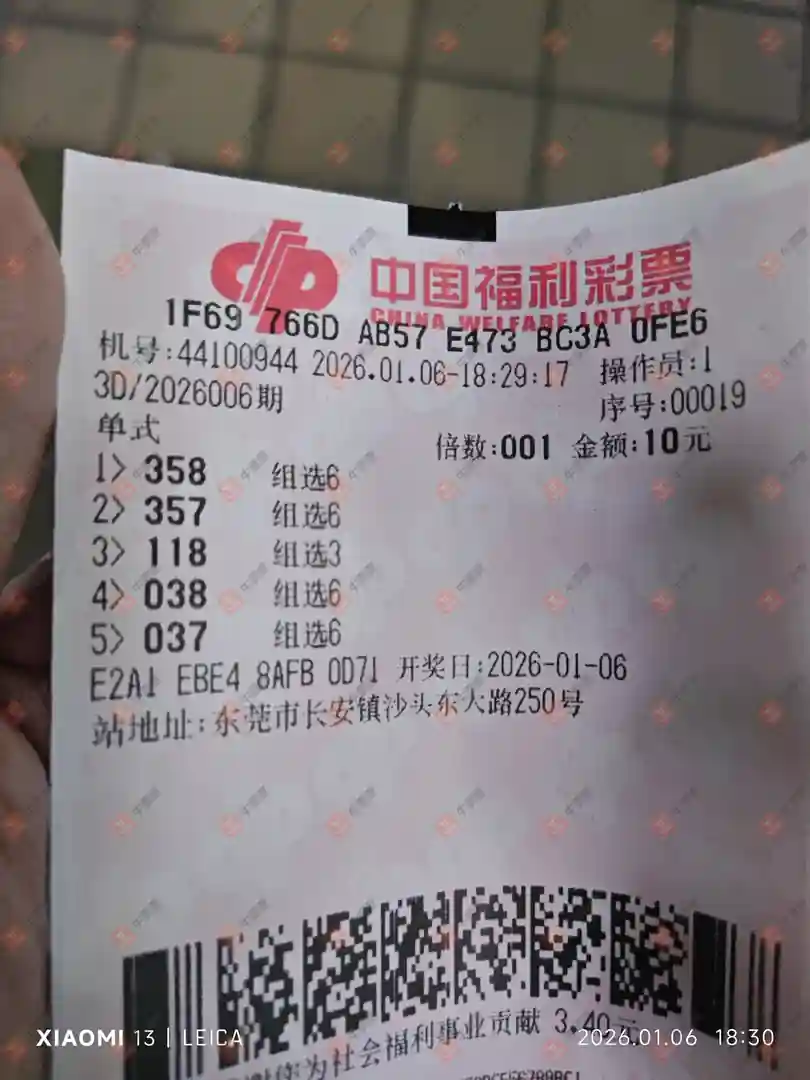 中国福利彩票
CHINA WELFARE LOTTERY
1F69 766D AB57 E473 BC3A 0FE6
机号:44100944 2026.01.06-18:29:17 操作员:1
3D/2026006期 序号:00019
单式 倍数:001 金额:10元
1> 358 组选6
2> 357 组选6
3> 118 组选3
4> 038 组选6
5> 037 组选6
E2A1 EBE4 8AFB 0D71 开奖日:2026-01-06
站地址:东莞市长安镇沙头东大路250号
感谢您为社会福利事业贡献 3.40元
XIAOMI 13 | LEICA
2026.01.06 18:30